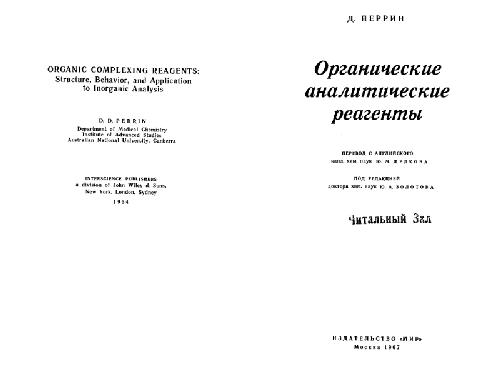 ORGANIC COMPLEXING REAGENTS:
Structure, Behavior, and Application
to Inorganic Analysis
D. D. PERRIN
Department of Medical Chemistry
Institute of Advanced Studies
Australian National University, Canberra
INTERSCIENCE PUBLISHERS
a division of John Wiley & Sons
New York, London, Sydney
1964
Д. ПЕРРИН
Органические
аналитические
реагенты
ПЕРЕВОД С АНГЛИЙСКОГО
канд. хим. наук Ю. М.
ПОД РЕДАКЦИЕЙ
доктора хим. наук Ю. А. ЗОЛОТОВА
Читальный Зал
ИЗДАТЕЛЬСТВО «МИР»
Москва 1967